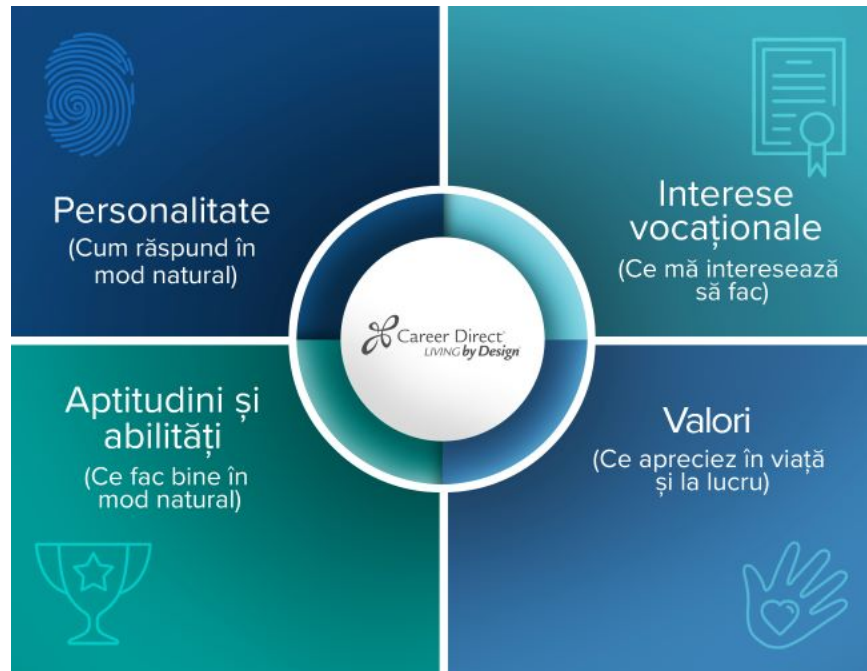 Personalitate
(Cum răspund în
mod natural)
Interese
vocaționale
(Ce mă interesează
să fac)
Career Direct®
LIVING by Design
Aptitudini și
abilități
(Ce fac bine în
mod natural)
Valori
(Ce apreciez în viață
și la lucru)